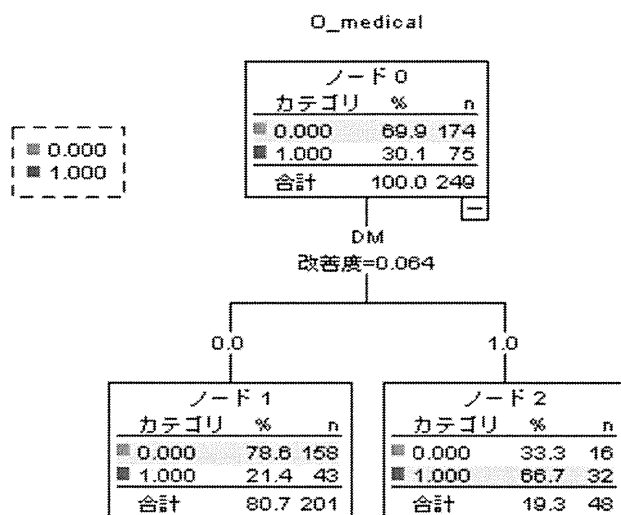 O_medical
0.000
1.000
ノード 0
カテゴリ % n
0.000 69.9 174
1.000 30.1 75
合計 100.0 249
DM
改善度=0.064
0.0
1.0
ノード 1
カテゴリ % n
0.000 78.6 158
1.000 21.4 43
合計 80.7 201
ノード 2
カテゴリ % n
0.000 33.3 16
1.000 66.7 32
合計 19.3 48